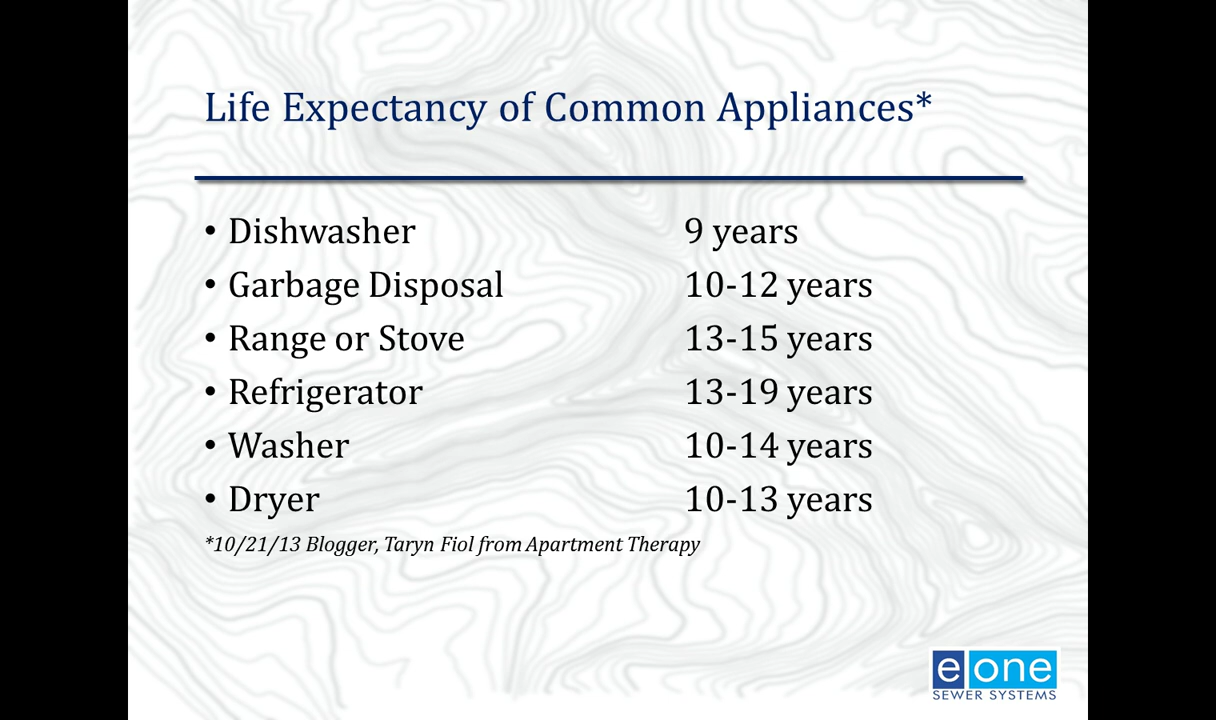 Life Expectancy of Common Appliances*
• Dishwasher 9 years
• Garbage Disposal 10-12 years
• Range or Stove 13-15 years
• Refrigerator 13-19 years
• Washer 10-14 years
• Dryer 10-13 years
*10/21/13 Blogger, Taryn Fiol from Apartment Therapy
e one
SEWER SYSTEMS